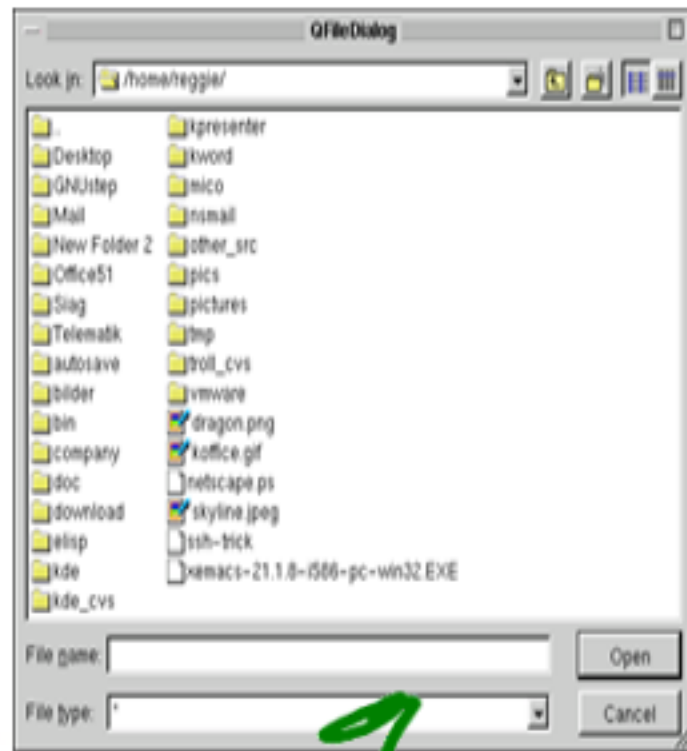 QFileDialog
Look in: /home/reggie/
..
Desktop
GNUstep
Mail
New Folder 2
Office51
Siag
Telematik
autosave
bilder
bin
company
doc
download
elisp
kde
kde_cvs
kpresenter
kword
mico
nsmail
other_src
pics
pictures
tmp
troll_cvs
vmware
dragon.png
koffice.gif
netscape.ps
skyline.jpeg
ssh-trick
xemacs-21.1.8-i586-pc-win32.EXE
File name:
Open
File type: *
Cancel